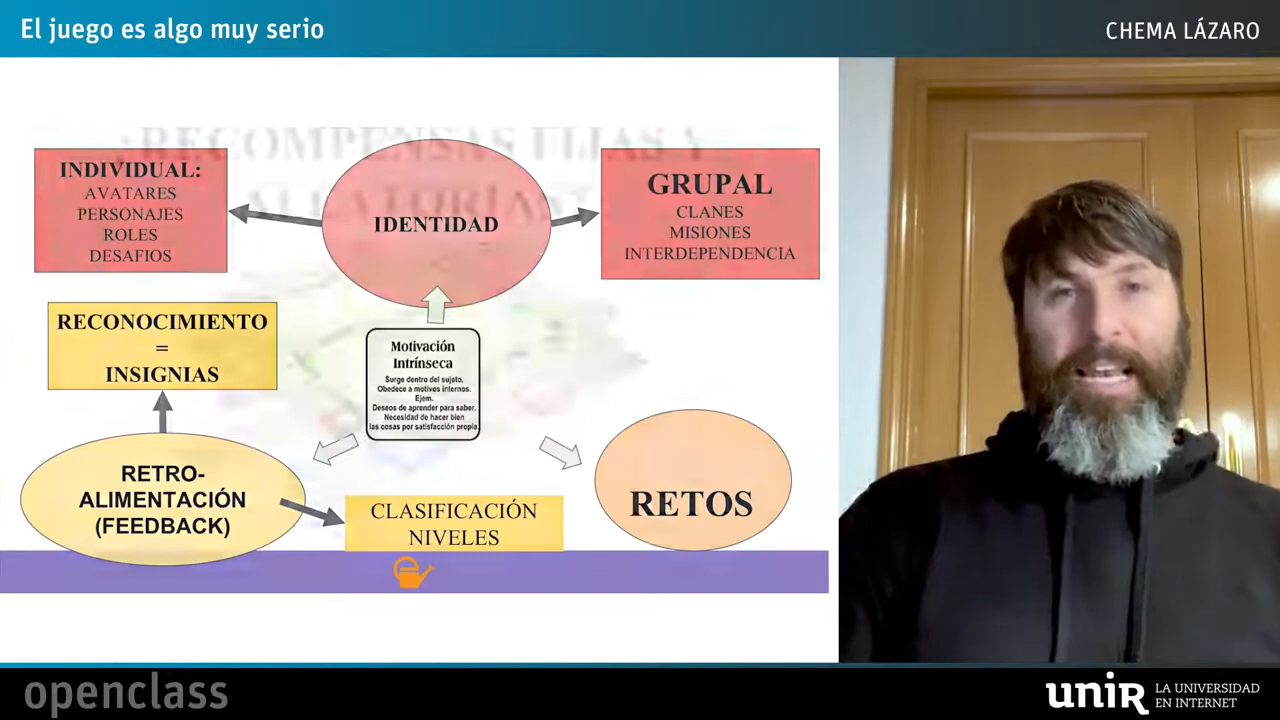 El juego es algo muy serio
CHEMA LÁZARO
¿RECOMPENSAS FIJAS Y
INDIVIDUAL:
AVATARES
PERSONAJES
ROLES
DESAFIOS
IDENTIDAD
GRUPAL
CLANES
MISIONES
INTERDEPENDENCIA
RECONOCIMIENTO
=
INSIGNIAS
Motivación
Intrínseca
Surge dentro del sujeto.
Obedece a motivos internos.
Ejem.
Deseos de aprender para saber.
Necesidad de hacer bien
las cosas por satisfacción propia.
RETRO-
ALIMENTACIÓN
(FEEDBACK)
CLASIFICACIÓN
NIVELES
RETOS
openclass
unir
LA UNIVERSIDAD
EN INTERNET